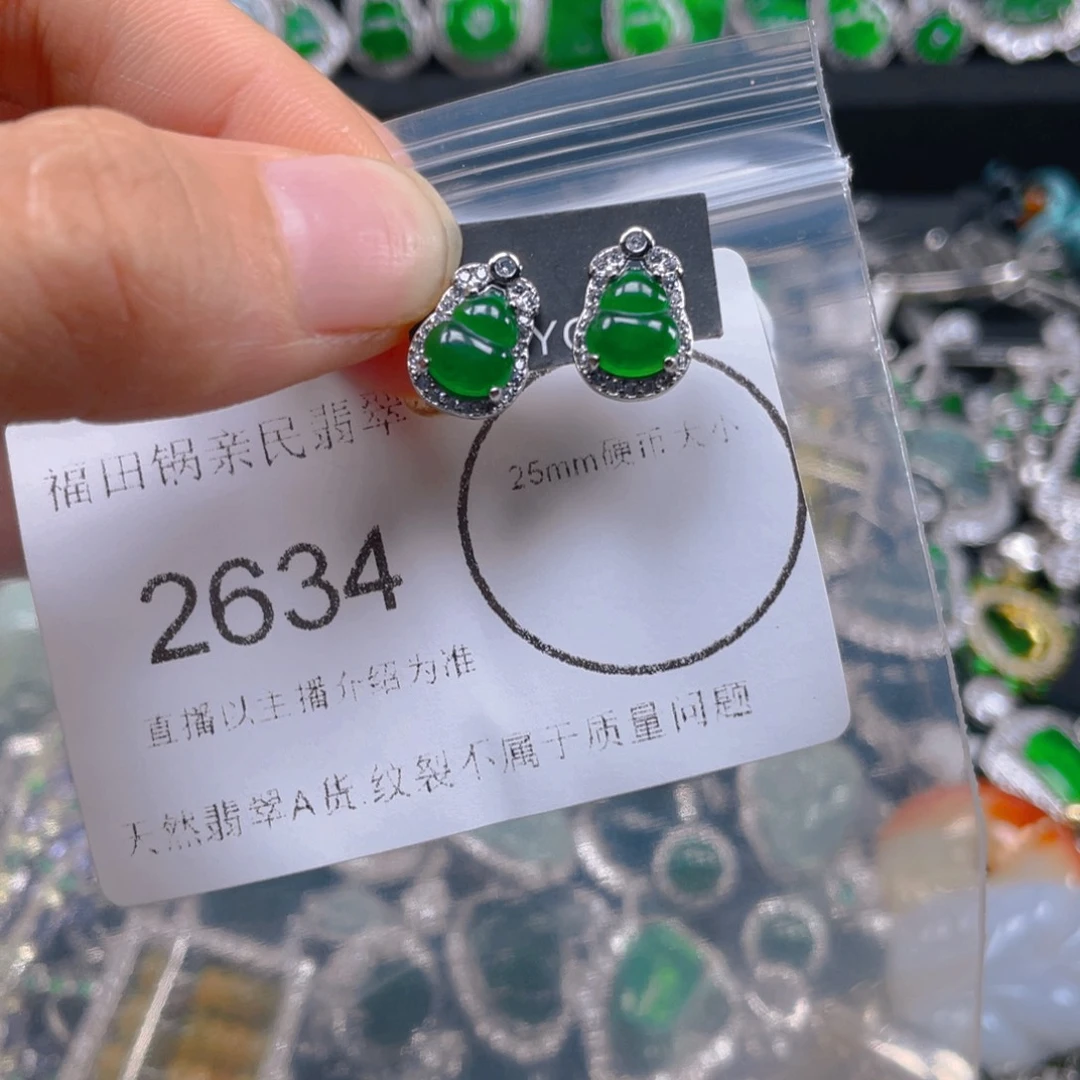 YO
福田锅亲民翡翠
25mm硬币大小
2634
直播以主播介绍为准
天然翡翠A货.纹裂不属于质量问题